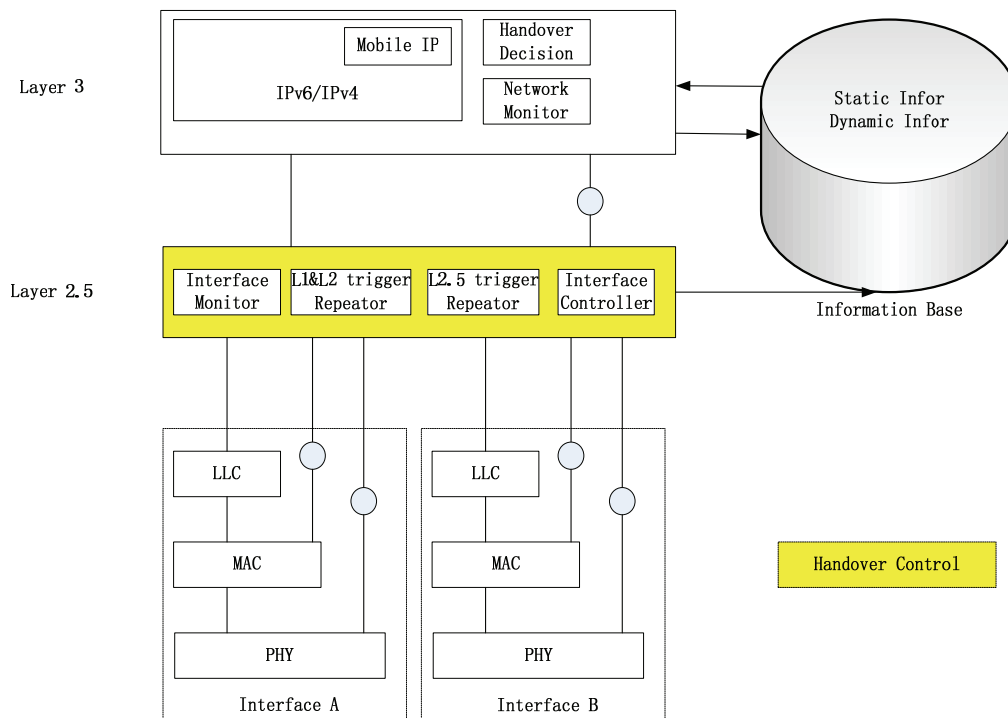 Layer 3
Mobile IP
IPv6/IPv4
Handover
Decision
Network
Monitor
Static Infor
Dynamic Infor
Layer 2.5
Interface
Monitor
L1&L2 trigger
Repeator
L2.5 trigger
Repeator
Interface
Controller
Information Base
LLC
MAC
PHY
Interface A
LLC
MAC
PHY
Interface B
Handover Control